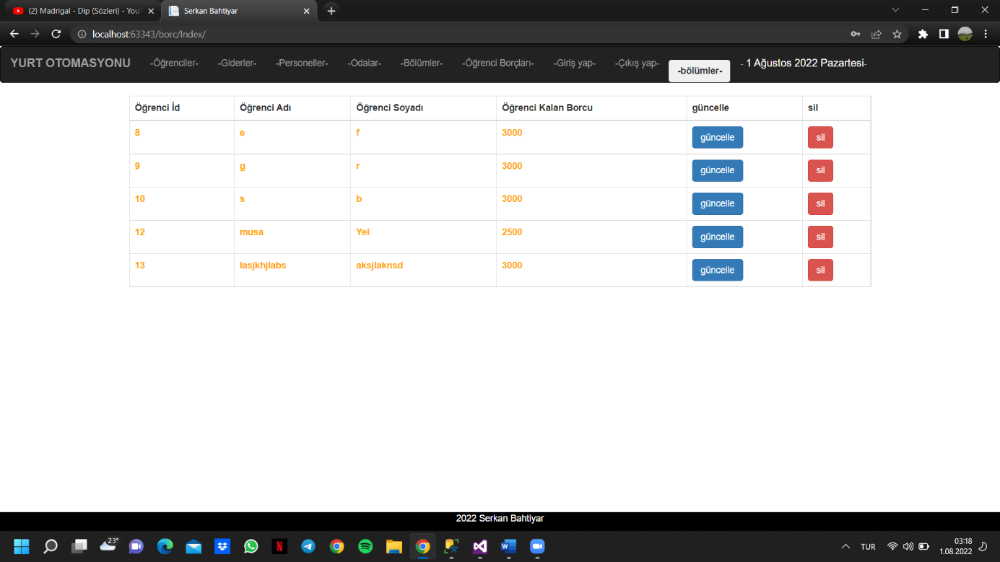 (2) Madrigal - Dip (Sözleri) - YouT
Serkan Bahtiyar
localhost:63343/borc/Index/
YURT OTOMASYONU -Öğrenciler- -Giderler- -Personeller- -Odalar- -Bölümler- -Öğrenci Borçları- -Giriş yap- -Çıkış yap- -bölümler- - 1 Ağustos 2022 Pazartesi-
Öğrenci İd Öğrenci Adı Öğrenci Soyadı Öğrenci Kalan Borcu güncelle sil
8 e f 3000 güncelle sil
9 g r 3000 güncelle sil
10 s b 3000 güncelle sil
12 musa Yel 2500 güncelle sil
13 lasjkhjlabs aksjlaknsd 3000 güncelle sil
2022 Serkan Bahtiyar
23°
TUR
03:18
1.08.2022